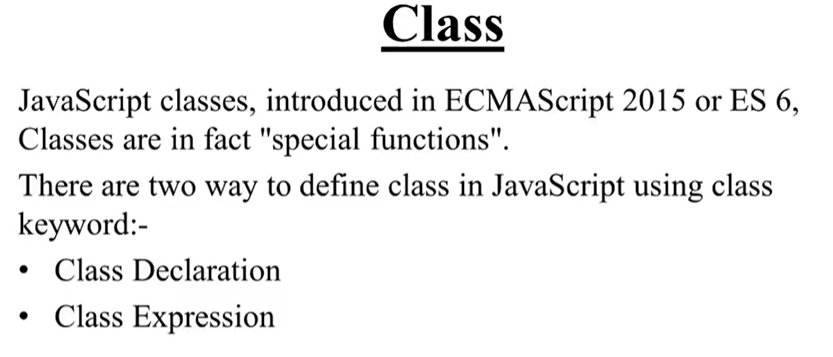 Class
JavaScript classes, introduced in ECMAScript 2015 or ES 6,
Classes are in fact "special functions".
There are two way to define class in JavaScript using class
keyword:-
• Class Declaration
• Class Expression